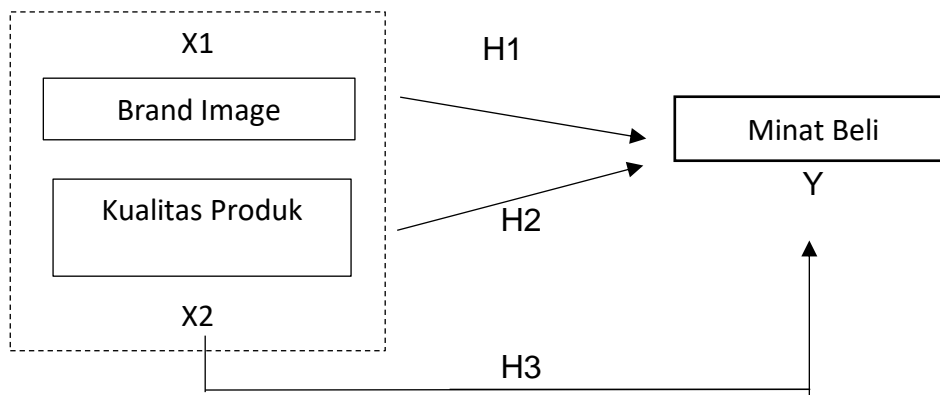 X1
H1
Brand Image
Minat Beli
Y
Kualitas Produk
H2
X2
H3